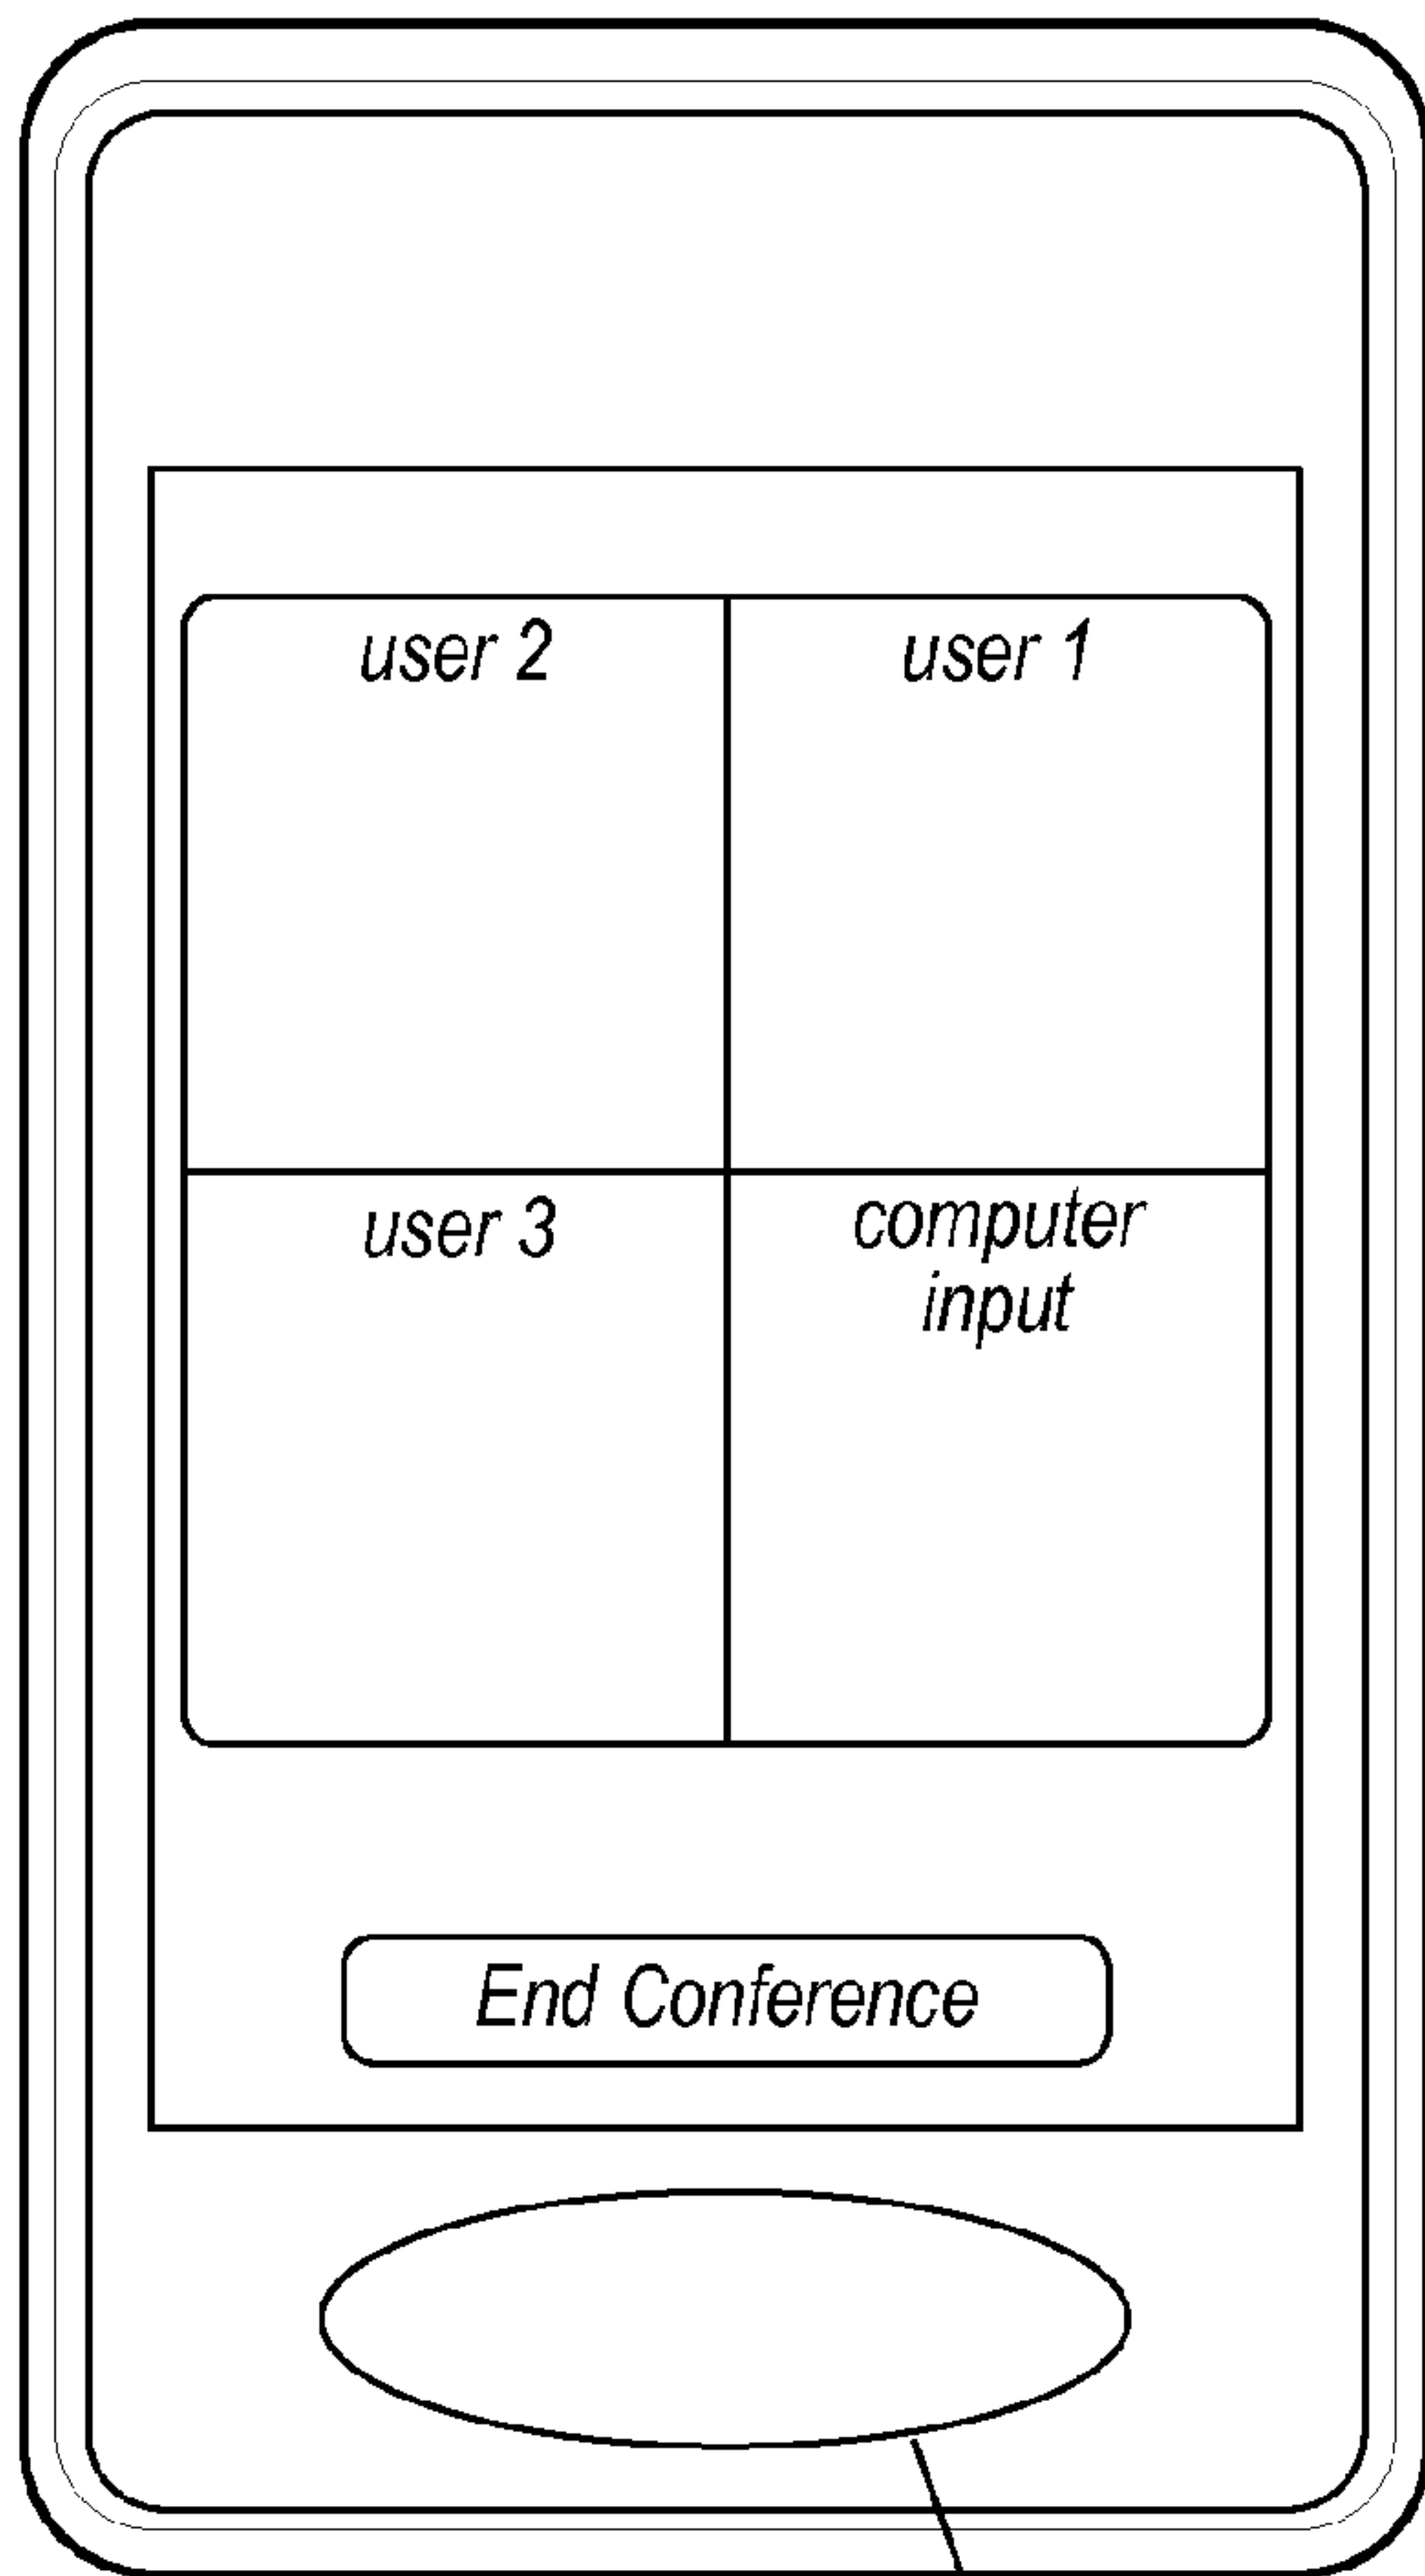 user 2
user 1
user 3
computer
input
End Conference